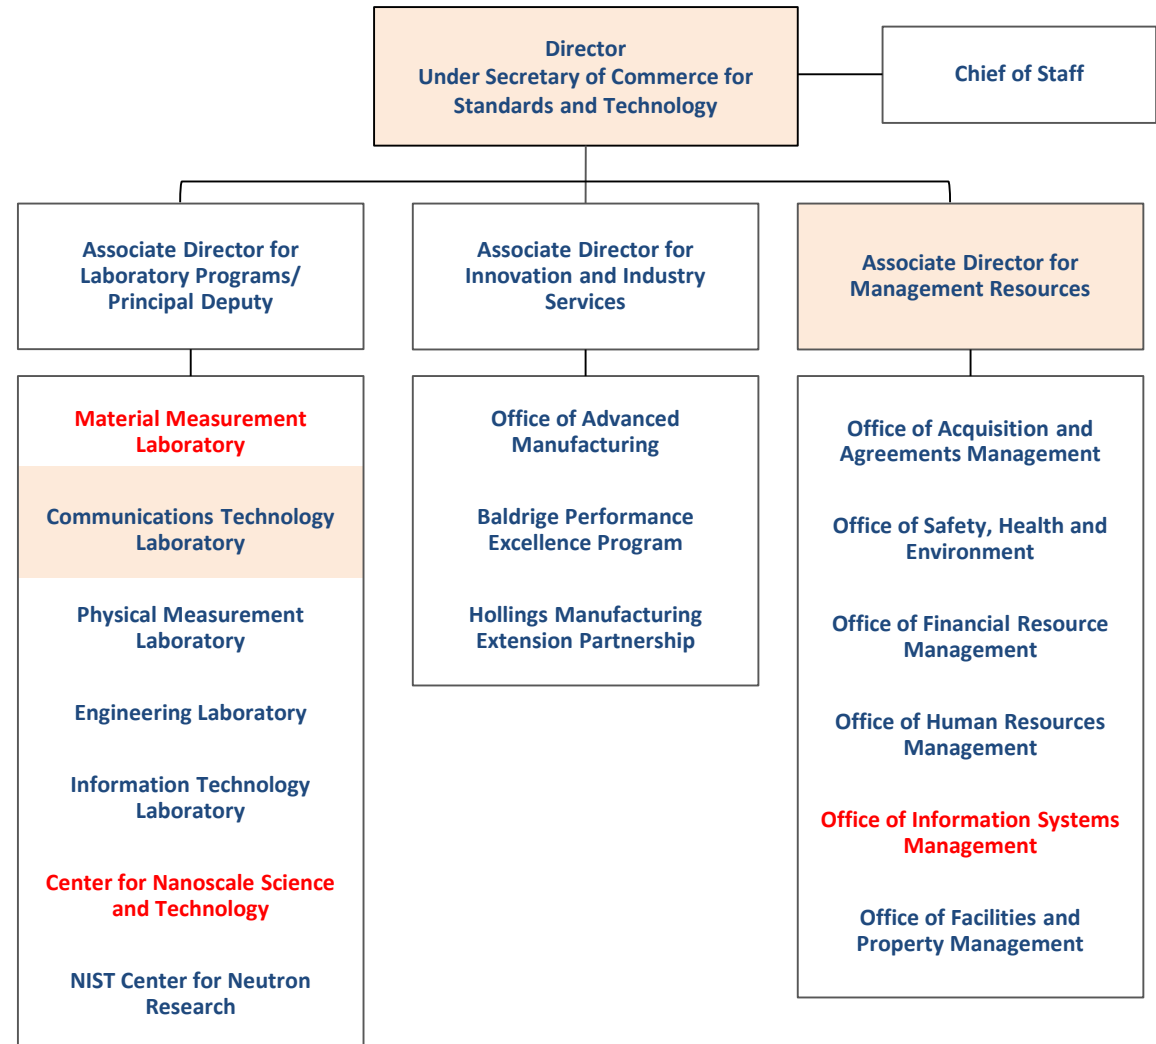 Director
Under Secretary of Commerce for
Standards and Technology
Chief of Staff
Associate Director for
Laboratory Programs/
Principal Deputy
Associate Director for
Innovation and Industry
Services
Associate Director for
Management Resources
Material Measurement
Laboratory
Communications Technology
Laboratory
Physical Measurement
Laboratory
Engineering Laboratory
Information Technology
Laboratory
Center for Nanoscale Science
and Technology
NIST Center for Neutron
Research
Office of Advanced
Manufacturing
Baldrige Performance
Excellence Program
Hollings Manufacturing
Extension Partnership
Office of Acquisition and
Agreements Management
Office of Safety, Health and
Environment
Office of Financial Resource
Management
Office of Human Resources
Management
Office of Information Systems
Management
Office of Facilities and
Property Management